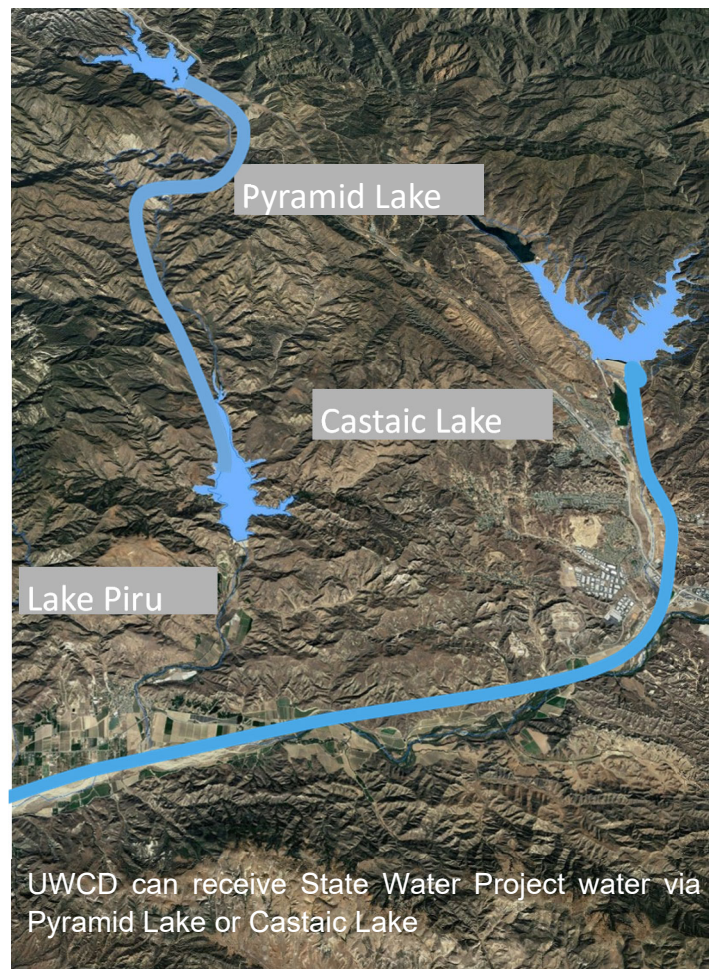 Pyramid Lake
Castaic Lake
Lake Piru
UWCD can receive State Water Project water via
Pyramid Lake or Castaic Lake